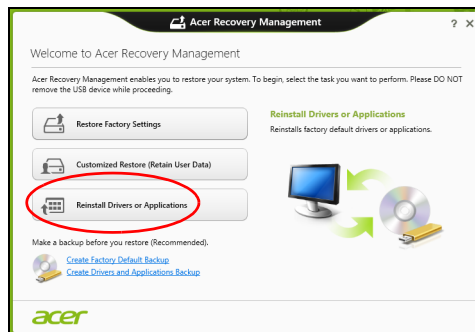 Acer Recovery Management
? X
Welcome to Acer Recovery Management
Acer Recovery Management enables you to restore your system. To begin, select the task you want to perform. Please DO NOT
remove the USB device while proceeding.
Restore Factory Settings
Customized Restore (Retain User Data)
Reinstall Drivers or Applications
Reinstall Drivers or Applications
Reinstalls factory default drivers or applications.
Make a backup before you restore (Recommended).
Create Factory Default Backup
Create Drivers and Applications Backup
acer